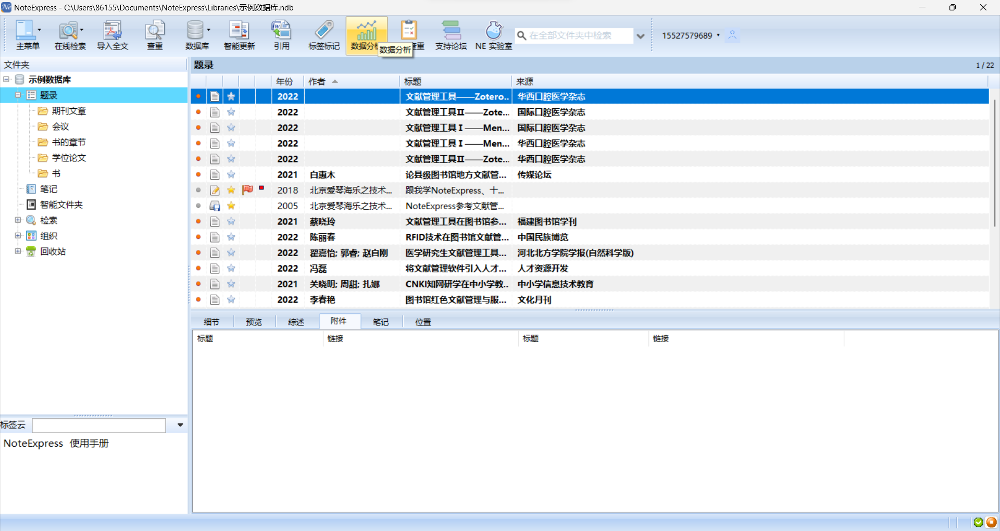 NoteExpress - C:\Users\86155\Documents\NoteExpress\Libraries\示例数据库.ndb
主菜单 在线检索 导入全文 查重 数据库 智能更新 引用 标签标记 数据分析 查重 支持论坛 NE 实验室 在全部文件夹中检索 15527579689
数据分析
文件夹
示例数据库
题录
期刊文章
会议
书的章节
学位论文
书
笔记
智能文件夹
检索
组织
回收站
标签云
NoteExpress 使用手册
题录 1 / 22
年份 作者 标题 来源
2022 文献管理工具——Zotero.. 华西口腔医学杂志
2022 文献管理工具Ⅱ——Zote... 国际口腔医学杂志
2022 文献管理工具Ⅰ——Men... 国际口腔医学杂志
2022 文献管理工具Ⅰ——Men... 华西口腔医学杂志
2022 文献管理工具Ⅱ——Zote... 华西口腔医学杂志
2021 白惠木 论县级图书馆地方文献管... 传媒论坛
2018 北京爱琴海乐之技术... 跟我学NoteExpress、十...
2005 北京爱琴海乐之技术... NoteExpress参考文献管...
2021 蔡晓玲 文献管理工具在图书馆参... 福建图书馆学刊
2022 陈丽春 RFID技术在图书馆文献管... 中国民族博览
2022 翟嘉怡; 郭睿; 赵自刚 医学研究生文献管理工具... 河北北方学院学报(自然科学版)
2022 冯磊 将文献管理软件引入人才... 人才资源开发
2021 关晓明; 周甜; 扎娜 CNKI知网研学在中小学教.. 中小学信息技术教育
2022 李春艳 图书馆红色文献管理与服... 文化月刊
细节 预览 综述 附件 笔记 位置
标题 链接 标题 链接